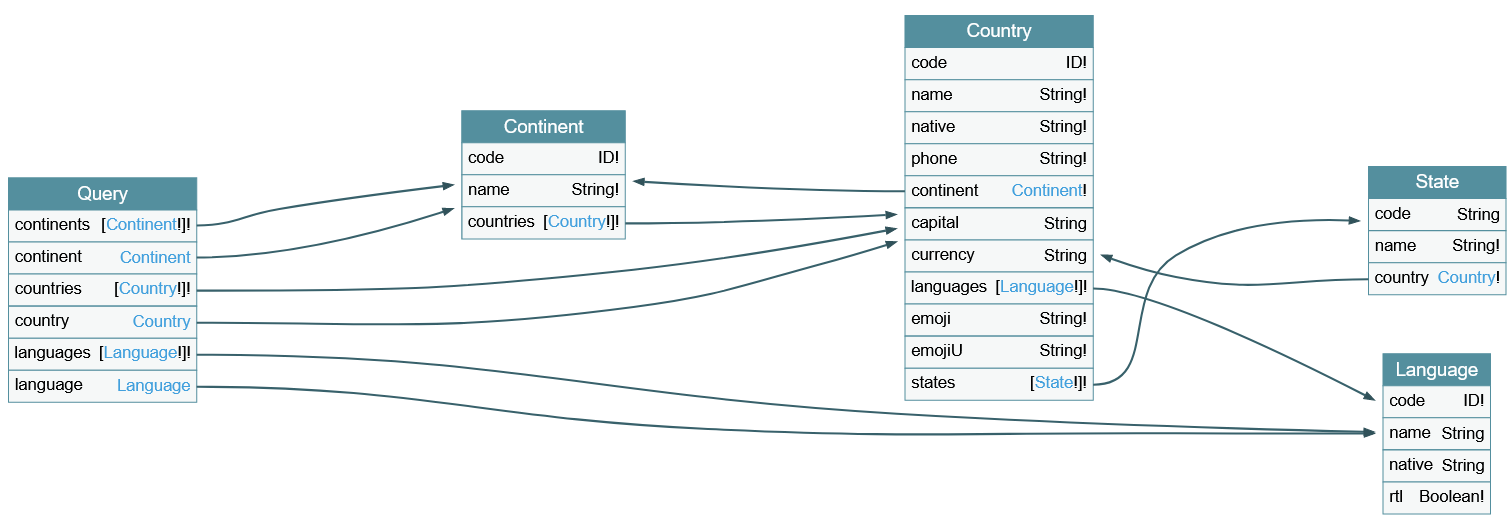 Query
continents [Continent!]!
continent Continent
countries [Country!]!
country Country
languages [Language!]!
language Language
Continent
code ID!
name String!
countries [Country!]!
Country
code ID!
name String!
native String!
phone String!
continent Continent!
capital String
currency String
languages [Language!]!
emoji String!
emojiU String!
states [State!]!
State
code String
name String!
country Country!
Language
code ID!
name String
native String
rtl Boolean!